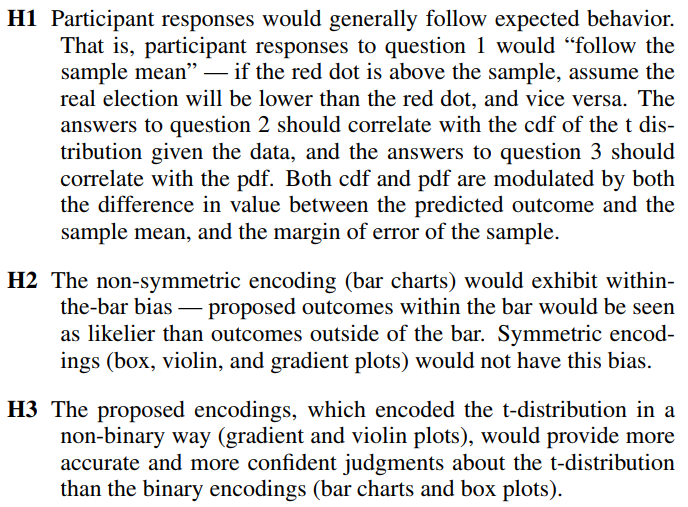 H1 Participant responses would generally follow expected behavior.
That is, participant responses to question 1 would “follow the
sample mean” — if the red dot is above the sample, assume the
real election will be lower than the red dot, and vice versa. The
answers to question 2 should correlate with the cdf of the t dis-
tribution given the data, and the answers to question 3 should
correlate with the pdf. Both cdf and pdf are modulated by both
the difference in value between the predicted outcome and the
sample mean, and the margin of error of the sample.
H2 The non-symmetric encoding (bar charts) would exhibit within-
the-bar bias — proposed outcomes within the bar would be seen
as likelier than outcomes outside of the bar. Symmetric encod-
ings (box, violin, and gradient plots) would not have this bias.
H3 The proposed encodings, which encoded the t-distribution in a
non-binary way (gradient and violin plots), would provide more
accurate and more confident judgments about the t-distribution
than the binary encodings (bar charts and box plots).